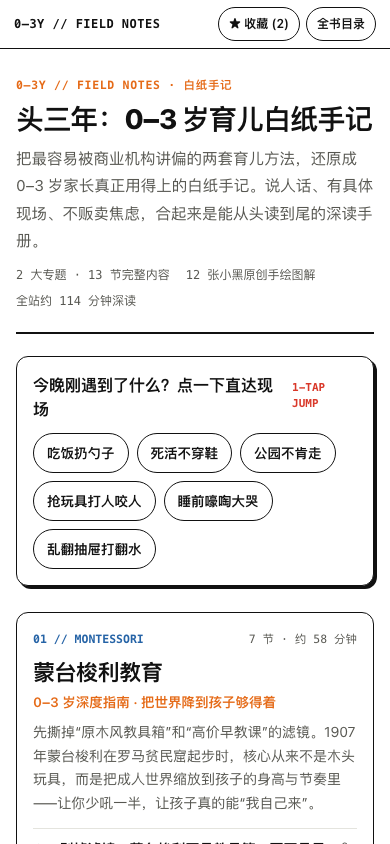 0—3Y // FIELD NOTES
★ 收藏 (2)
全书目录
0—3Y // FIELD NOTES · 白纸手记
头三年：0–3 岁育儿白纸手记
把最容易被商业机构讲偏的两套育儿方法，还原成
0–3 岁家长真正用得上的白纸手记。说人话、有具体
现场、不贩卖焦虑，合起来是能从头读到尾的深读手
册。
2 大专题 · 13 节完整内容
12 张小黑原创手绘图解
全站约 114 分钟深读
今晚刚遇到了什么？点一下直达现
场
1-TAP
JUMP
吃饭扔勺子
死活不穿鞋
公园不肯走
抢玩具打人咬人
睡前嚎啕大哭
乱翻抽屉打翻水
01 // MONTESSORI
7 节 · 约 58 分钟
蒙台梭利教育
0–3 岁深度指南 · 把世界降到孩子够得着
先撕掉“原木风教具箱”和“高价早教课”的滤镜。1907
年蒙台梭利在罗马贫民窟起步时，核心从来不是木头
玩具，而是把成人世界缩放到孩子的身高与节奏里
——让你少吼一半，让孩子真的能“我自己来”。